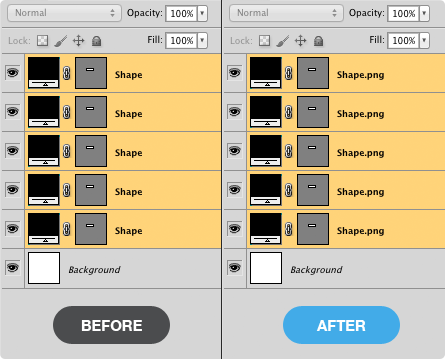 Normal Opacity: 100%
Lock: Fill: 100%
Shape
Shape
Shape
Shape
Shape
Background
BEFORE
Normal Opacity: 100%
Lock: Fill: 100%
Shape.png
Shape.png
Shape.png
Shape.png
Shape.png
Background
AFTER